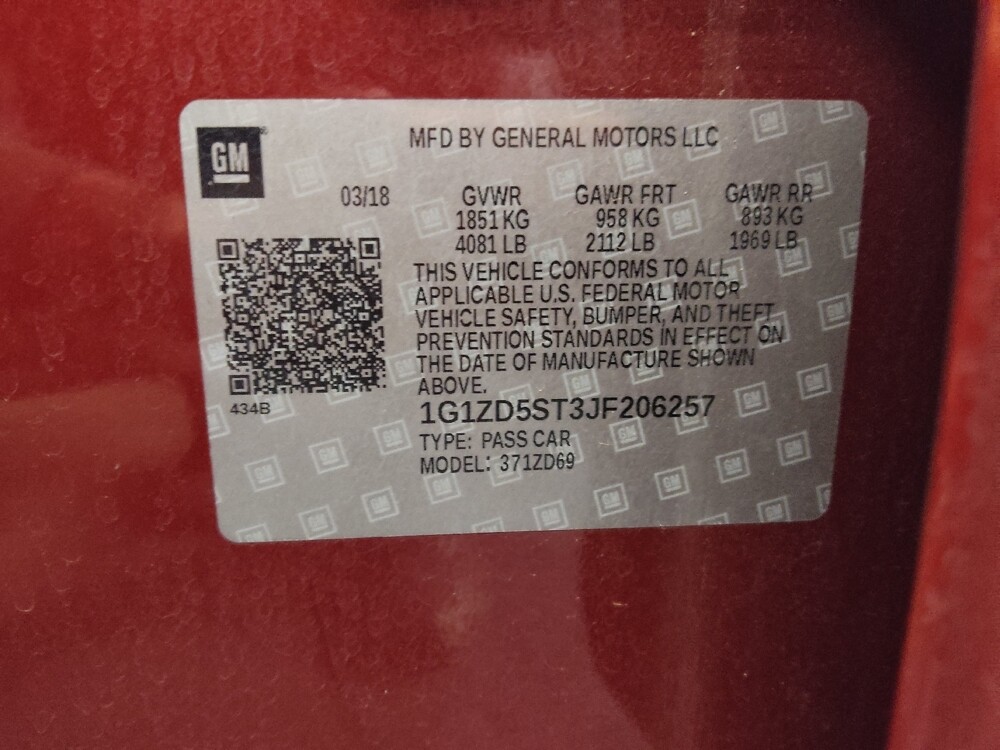 GM
MFD BY GENERAL MOTORS LLC
03/18 GVWR GAWR FRT GAWR RR
1851 KG 958 KG 893 KG
4081 LB 2112 LB 1969 LB
THIS VEHICLE CONFORMS TO ALL
APPLICABLE U.S. FEDERAL MOTOR
VEHICLE SAFETY, BUMPER, AND THEFT
PREVENTION STANDARDS IN EFFECT ON
THE DATE OF MANUFACTURE SHOWN
ABOVE.
434B
1G1ZD5ST3JF206257
TYPE: PASS CAR
MODEL: 371ZD69